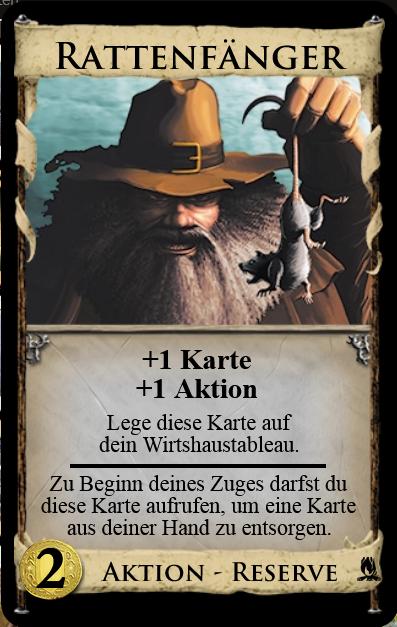 RATTENFÄNGER
+1 Karte
+1 Aktion
Lege diese Karte auf
dein Wirtshaustableau.
Zu Beginn deines Zuges darfst du
diese Karte aufrufen, um eine Karte
aus deiner Hand zu entsorgen.
2 AKTION - RESERVE